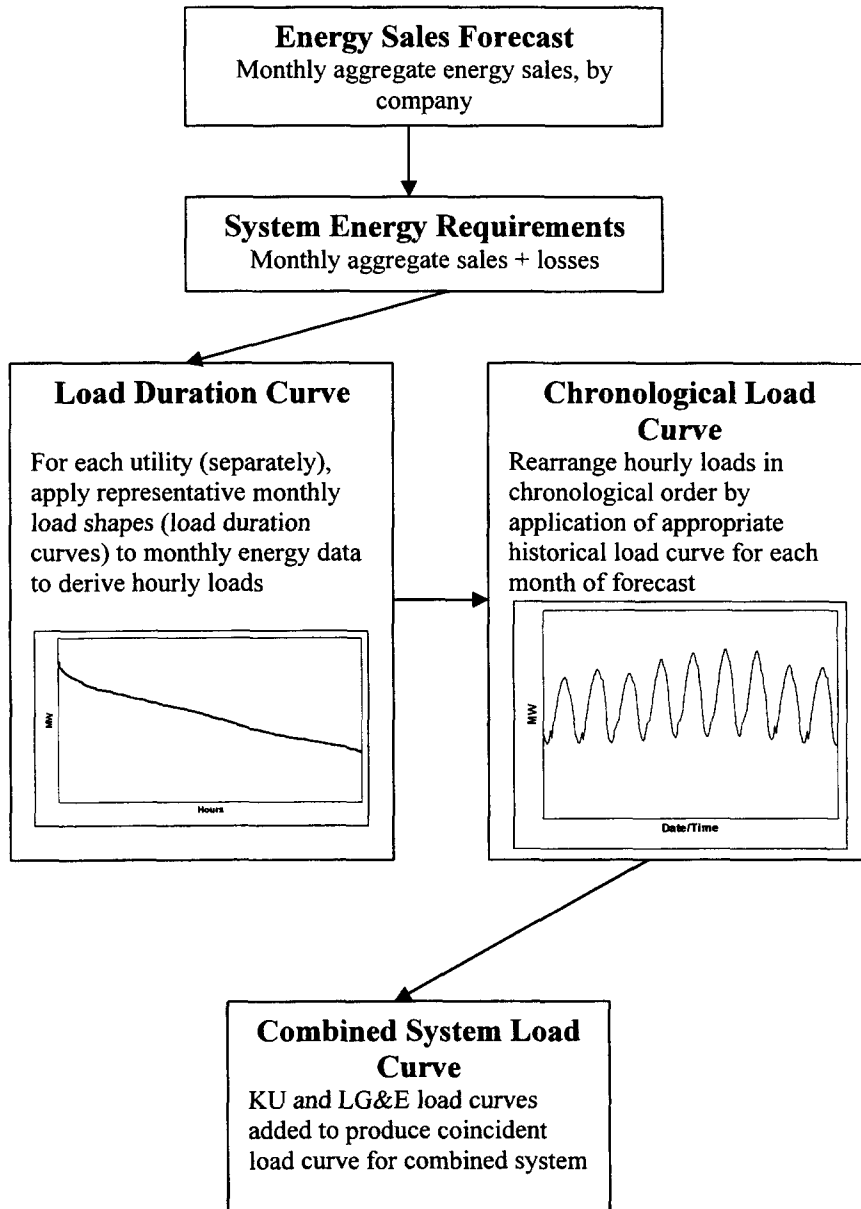 Energy Sales Forecast
Monthly aggregate energy sales, by
company
System Energy Requirements
Monthly aggregate sales + losses
Load Duration Curve
For each utility (separately),
apply representative monthly
load shapes (load duration
curves) to monthly energy data
to derive hourly loads
MW
Hours
Chronological Load
Curve
Rearrange hourly loads in
chronological order by
application of appropriate
historical load curve for each
month of forecast
MW
Date/Time
Combined System Load
Curve
KU and LG&E load curves
added to produce coincident
load curve for combined system